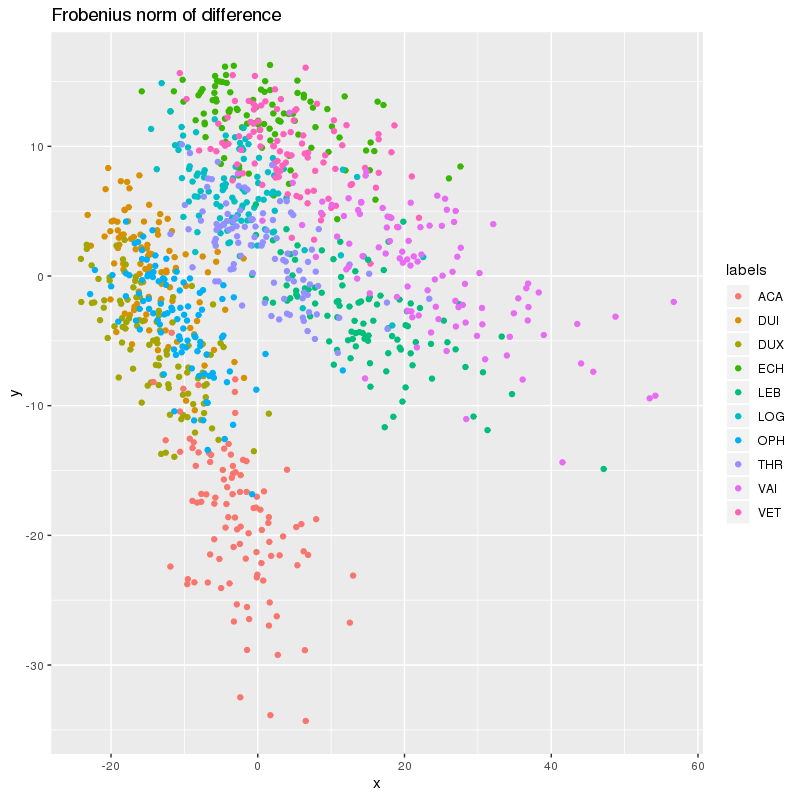 Frobenius norm of difference
10
0
-10
-20
-30
y
-20
0
20
40
60
x
labels
ACA
DUI
DUX
ECH
LEB
LOG
OPH
THR
VAI
VET